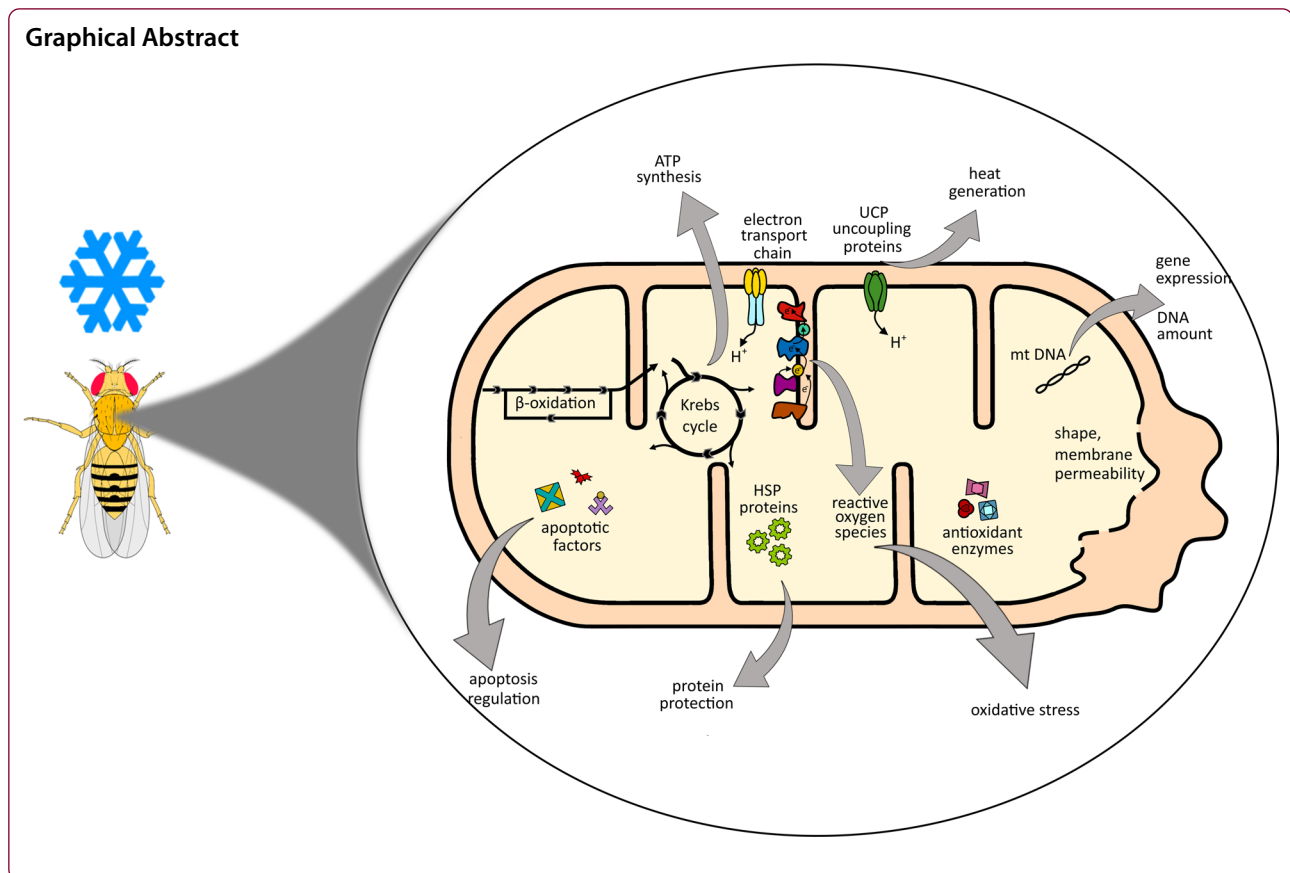 Graphical Abstract
ATP
synthesis
electron
transport
chain
UCP
uncoupling
proteins
heat
generation
gene
expression
DNA
amount
H⁺
H⁺
mt DNA
β-oxidation
Krebs
cycle
e⁻
e⁻
e⁻
e⁻
shape,
membrane
permeability
apoptotic
factors
HSP
proteins
reactive
oxygen
species
antioxidant
enzymes
apoptosis
regulation
protein
protection
oxidative stress